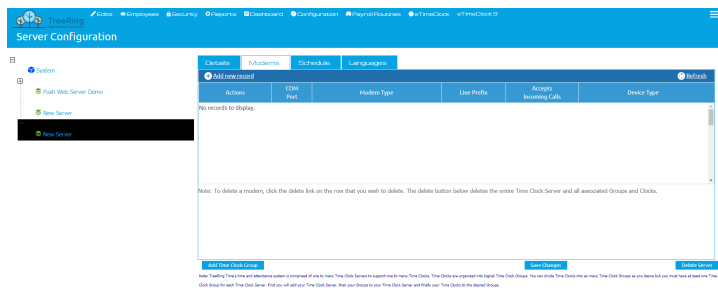 TreeRing
Edits Employees Security Reports Dashboard Configuration Payroll Routines eTimeClock eTimeClock
Server Configuration
System
Push Web Server Demo
New Server
New Server
Details Modems Schedule Languages
Add new record Refresh
Actions COM Port Modem Type Line Prefix Accepts Incoming Calls Device Type
No records to display.
Note: To delete a modem, click the delete link on the row that you wish to delete. The delete button below deletes the entire Time Clock Server and all associated Groups and Clocks.
Add Time Clock Group Save Changes Delete Server
Note: TreeRing Time's time and attendance system is comprised of one to many Time Clock Servers to support one to many Time Clocks. Time Clocks are organized into logical Time Clock Groups. You can divide Time Clocks into as many Time Clock Groups as you desire but you must have at least one Time
Clock Group for each Time Clock Server. First you will add your Time Clock Server, then your Groups to your Time Clock Server and finally your Time Clocks to the desired Groups.